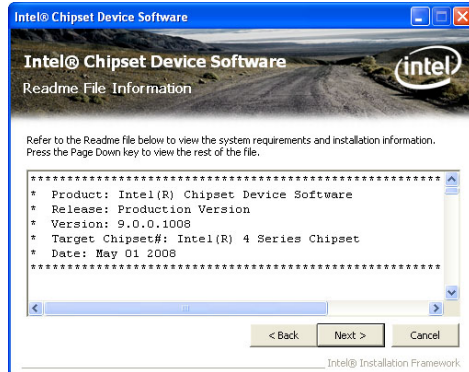 Intel® Chipset Device Software
Intel® Chipset Device Software
Readme File Information
intel
Refer to the Readme file below to view the system requirements and installation information.
Press the Page Down key to view the rest of the file.
****************************************************
* Product: Intel(R) Chipset Device Software
* Release: Production Version
* Version: 9.0.0.1008
* Target Chipset#: Intel(R) 4 Series Chipset
* Date: May 01 2008
****************************************************
< Back Next > Cancel
Intel® Installation Framework